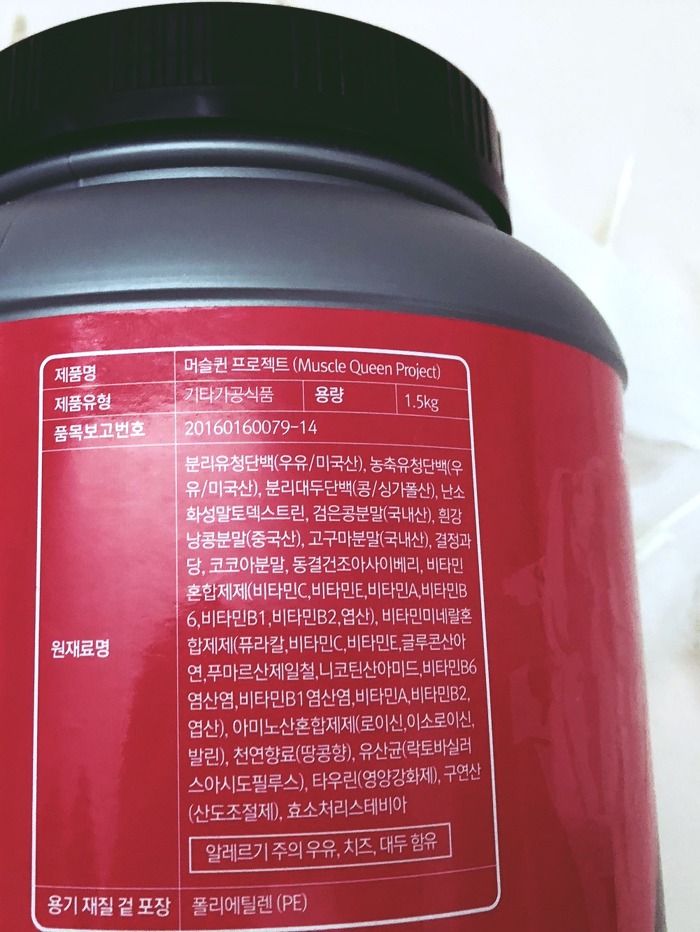 제품명 머슬퀸 프로젝트 (Muscle Queen Project)
제품유형 기타가공식품 용량 1.5kg
품목보고번호 20160160079-14
원재료명
분리유청단백(우유/미국산), 농축유청단백(우
유/미국산), 분리대두단백(콩/싱가폴산), 난소
화성말토덱스트린, 검은콩분말(국내산), 흰강
낭콩분말(중국산), 고구마분말(국내산), 결정과
당, 코코아분말, 동결건조아사이베리, 비타민
혼합제제(비타민C,비타민E,비타민A,비타민B
6,비타민B1,비타민B2,엽산), 비타민미네랄혼
합제제(퓨라칼,비타민C,비타민E,글루콘산아
연,푸마르산제일철,니코틴산아미드,비타민B6
염산염,비타민B1염산염,비타민A,비타민B2,
엽산), 아미노산혼합제제(로이신,이소로이신,
발린), 천연향료(땅콩향), 유산균(락토바실러
스아시도필루스), 타우린(영양강화제), 구연산
(산도조절제), 효소처리스테비아
알레르기 주의 우유, 치즈, 대두 함유
용기 재질 겉 포장 폴리에틸렌 (PE)